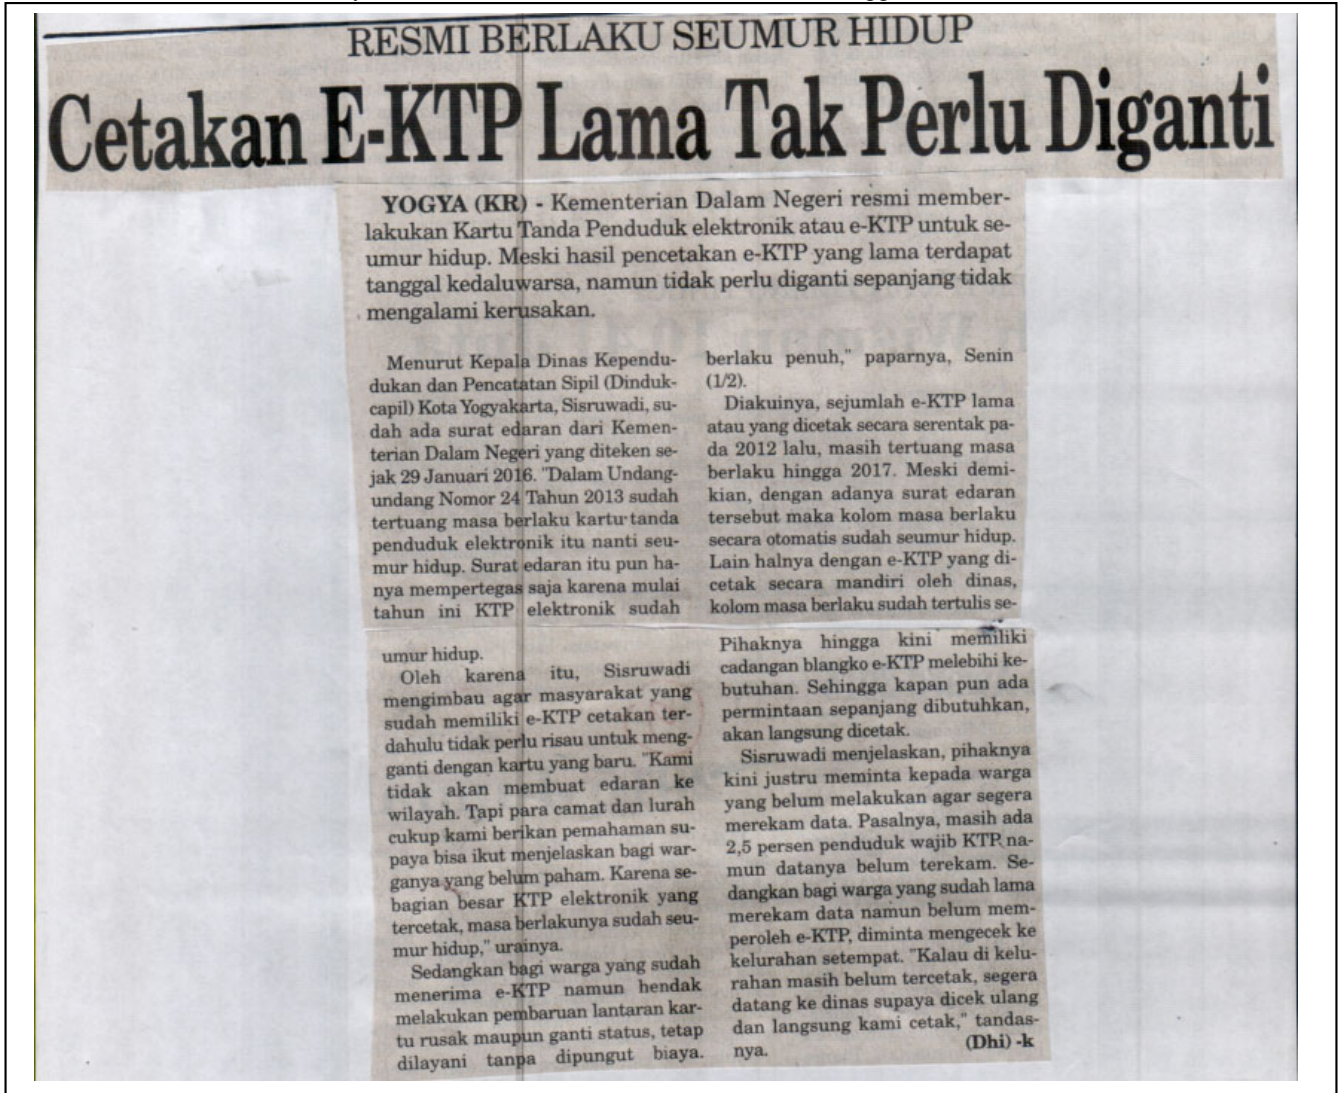 RESMI BERLAKU SEUMUR HIDUP
Cetakan E-KTP Lama Tak Perlu Diganti
YOGYA (KR) - Kementerian Dalam Negeri resmi member-
lakukan Kartu Tanda Penduduk elektronik atau e-KTP untuk se-
umur hidup. Meski hasil pencetakan e-KTP yang lama terdapat
tanggal kedaluwarsa, namun tidak perlu diganti sepanjang tidak
mengalami kerusakan.
Menurut Kepala Dinas Kependu-
dukan dan Pencatatan Sipil (Dinduk-
capil) Kota Yogyakarta, Sisruwadi, su-
dah ada surat edaran dari Kemen-
terian Dalam Negeri yang diteken se-
jak 29 Januari 2016. "Dalam Undang-
undang Nomor 24 Tahun 2013 sudah
tertuang masa berlaku kartu tanda
penduduk elektronik itu nanti seu-
mur hidup. Surat edaran itu pun ha-
nya mempertegas saja karena mulai
tahun ini KTP elektronik sudah
berlaku penuh," paparnya, Senin
(1/2).
Diakuinya, sejumlah e-KTP lama
atau yang dicetak secara serentak pa-
da 2012 lalu, masih tertuang masa
berlaku hingga 2017. Meski demi-
kian, dengan adanya surat edaran
tersebut maka kolom masa berlaku
secara otomatis sudah seumur hidup.
Lain halnya dengan e-KTP yang di-
cetak secara mandiri oleh dinas,
kolom masa berlaku sudah tertulis se-
umur hidup.
Oleh karena itu, Sisruwadi
mengimbau agar masyarakat yang
sudah memiliki e-KTP cetakan ter-
dahulu tidak perlu risau untuk meng-
ganti dengan kartu yang baru. "Kami
tidak akan membuat edaran ke
wilayah. Tapi para camat dan lurah
cukup kami berikan pemahaman su-
paya bisa ikut menjelaskan bagi war-
ganya yang belum paham. Karena se-
bagian besar KTP elektronik yang
tercetak, masa berlakunya sudah seu-
mur hidup," urainya.
Sedangkan bagi warga yang sudah
menerima e-KTP namun hendak
melakukan pembaruan lantaran kar-
tu rusak maupun ganti status, tetap
dilayani tanpa dipungut biaya.
Pihaknya hingga kini memiliki
cadangan blangko e-KTP melebihi ke-
butuhan. Sehingga kapan pun ada
permintaan sepanjang dibutuhkan,
akan langsung dicetak.
Sisruwadi menjelaskan, pihaknya
kini justru meminta kepada warga
yang belum melakukan agar segera
merekam data. Pasalnya, masih ada
2,5 persen penduduk wajib KTP na-
mun datanya belum terekam. Se-
dangkan bagi warga yang sudah lama
merekam data namun belum mem-
peroleh e-KTP, diminta mengecek ke
kelurahan setempat. "Kalau di kelu-
rahan masih belum tercetak, segera
datang ke dinas supaya dicek ulang
dan langsung kami cetak," tandas-
nya. (Dhi) -k